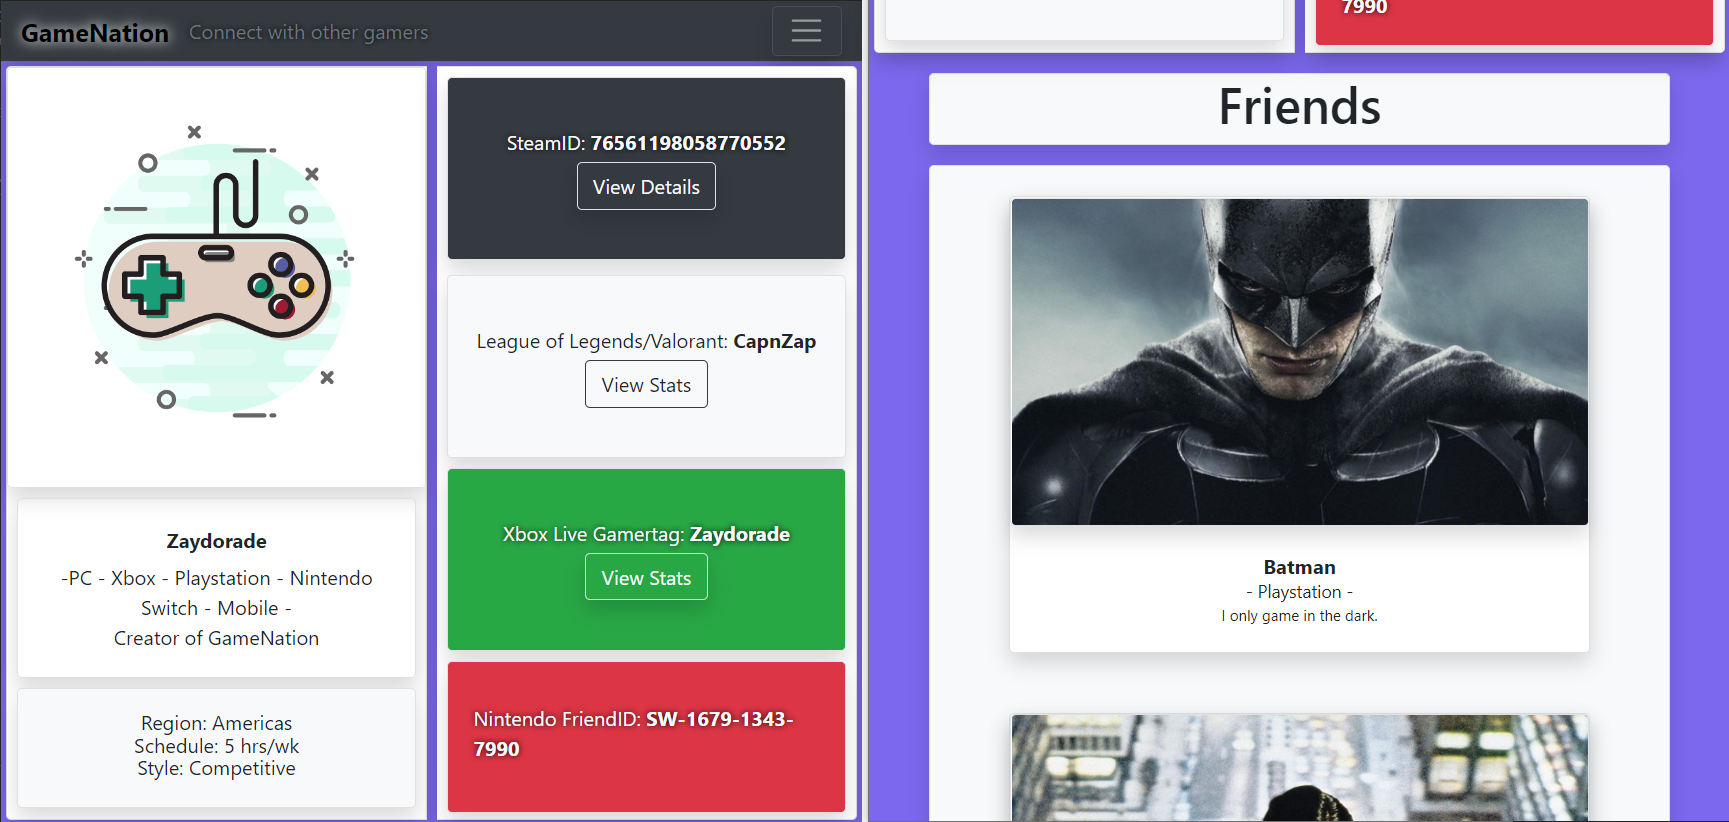 GameNation Connect with other gamers
Zaydorade
-PC - Xbox - Playstation - Nintendo
Switch - Mobile -
Creator of GameNation
Region: Americas
Schedule: 5 hrs/wk
Style: Competitive
SteamID: 76561198058770552
View Details
League of Legends/Valorant: CapnZap
View Stats
Xbox Live Gamertag: Zaydorade
View Stats
Nintendo FriendID: SW-1679-1343-
7990
7990
Friends
Batman
- Playstation -
I only game in the dark.